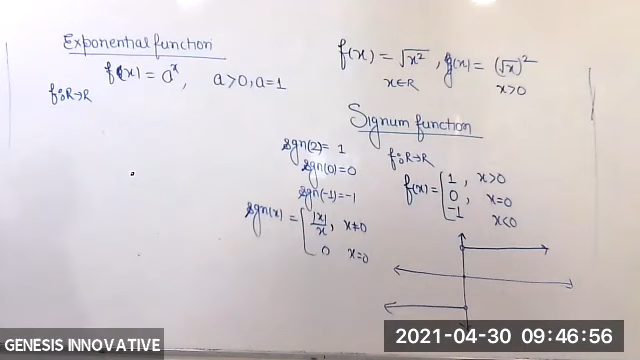 Exponential function
f(x) = a^x, a>0, a=1
f:R→R
f(x) = √x², g(x) = (√x)²
x∈R x>0
Signum function
sgn(2) = 1
sgn(0) = 0
sgn(-1) = -1
sgn(x) = { |x|/x, x≠0
0 x=0
f:R→R
f(x) = { 1, x>0
0, x=0
-1 x<0
GENESIS INNOVATIVE
2021-04-30 09:46:56